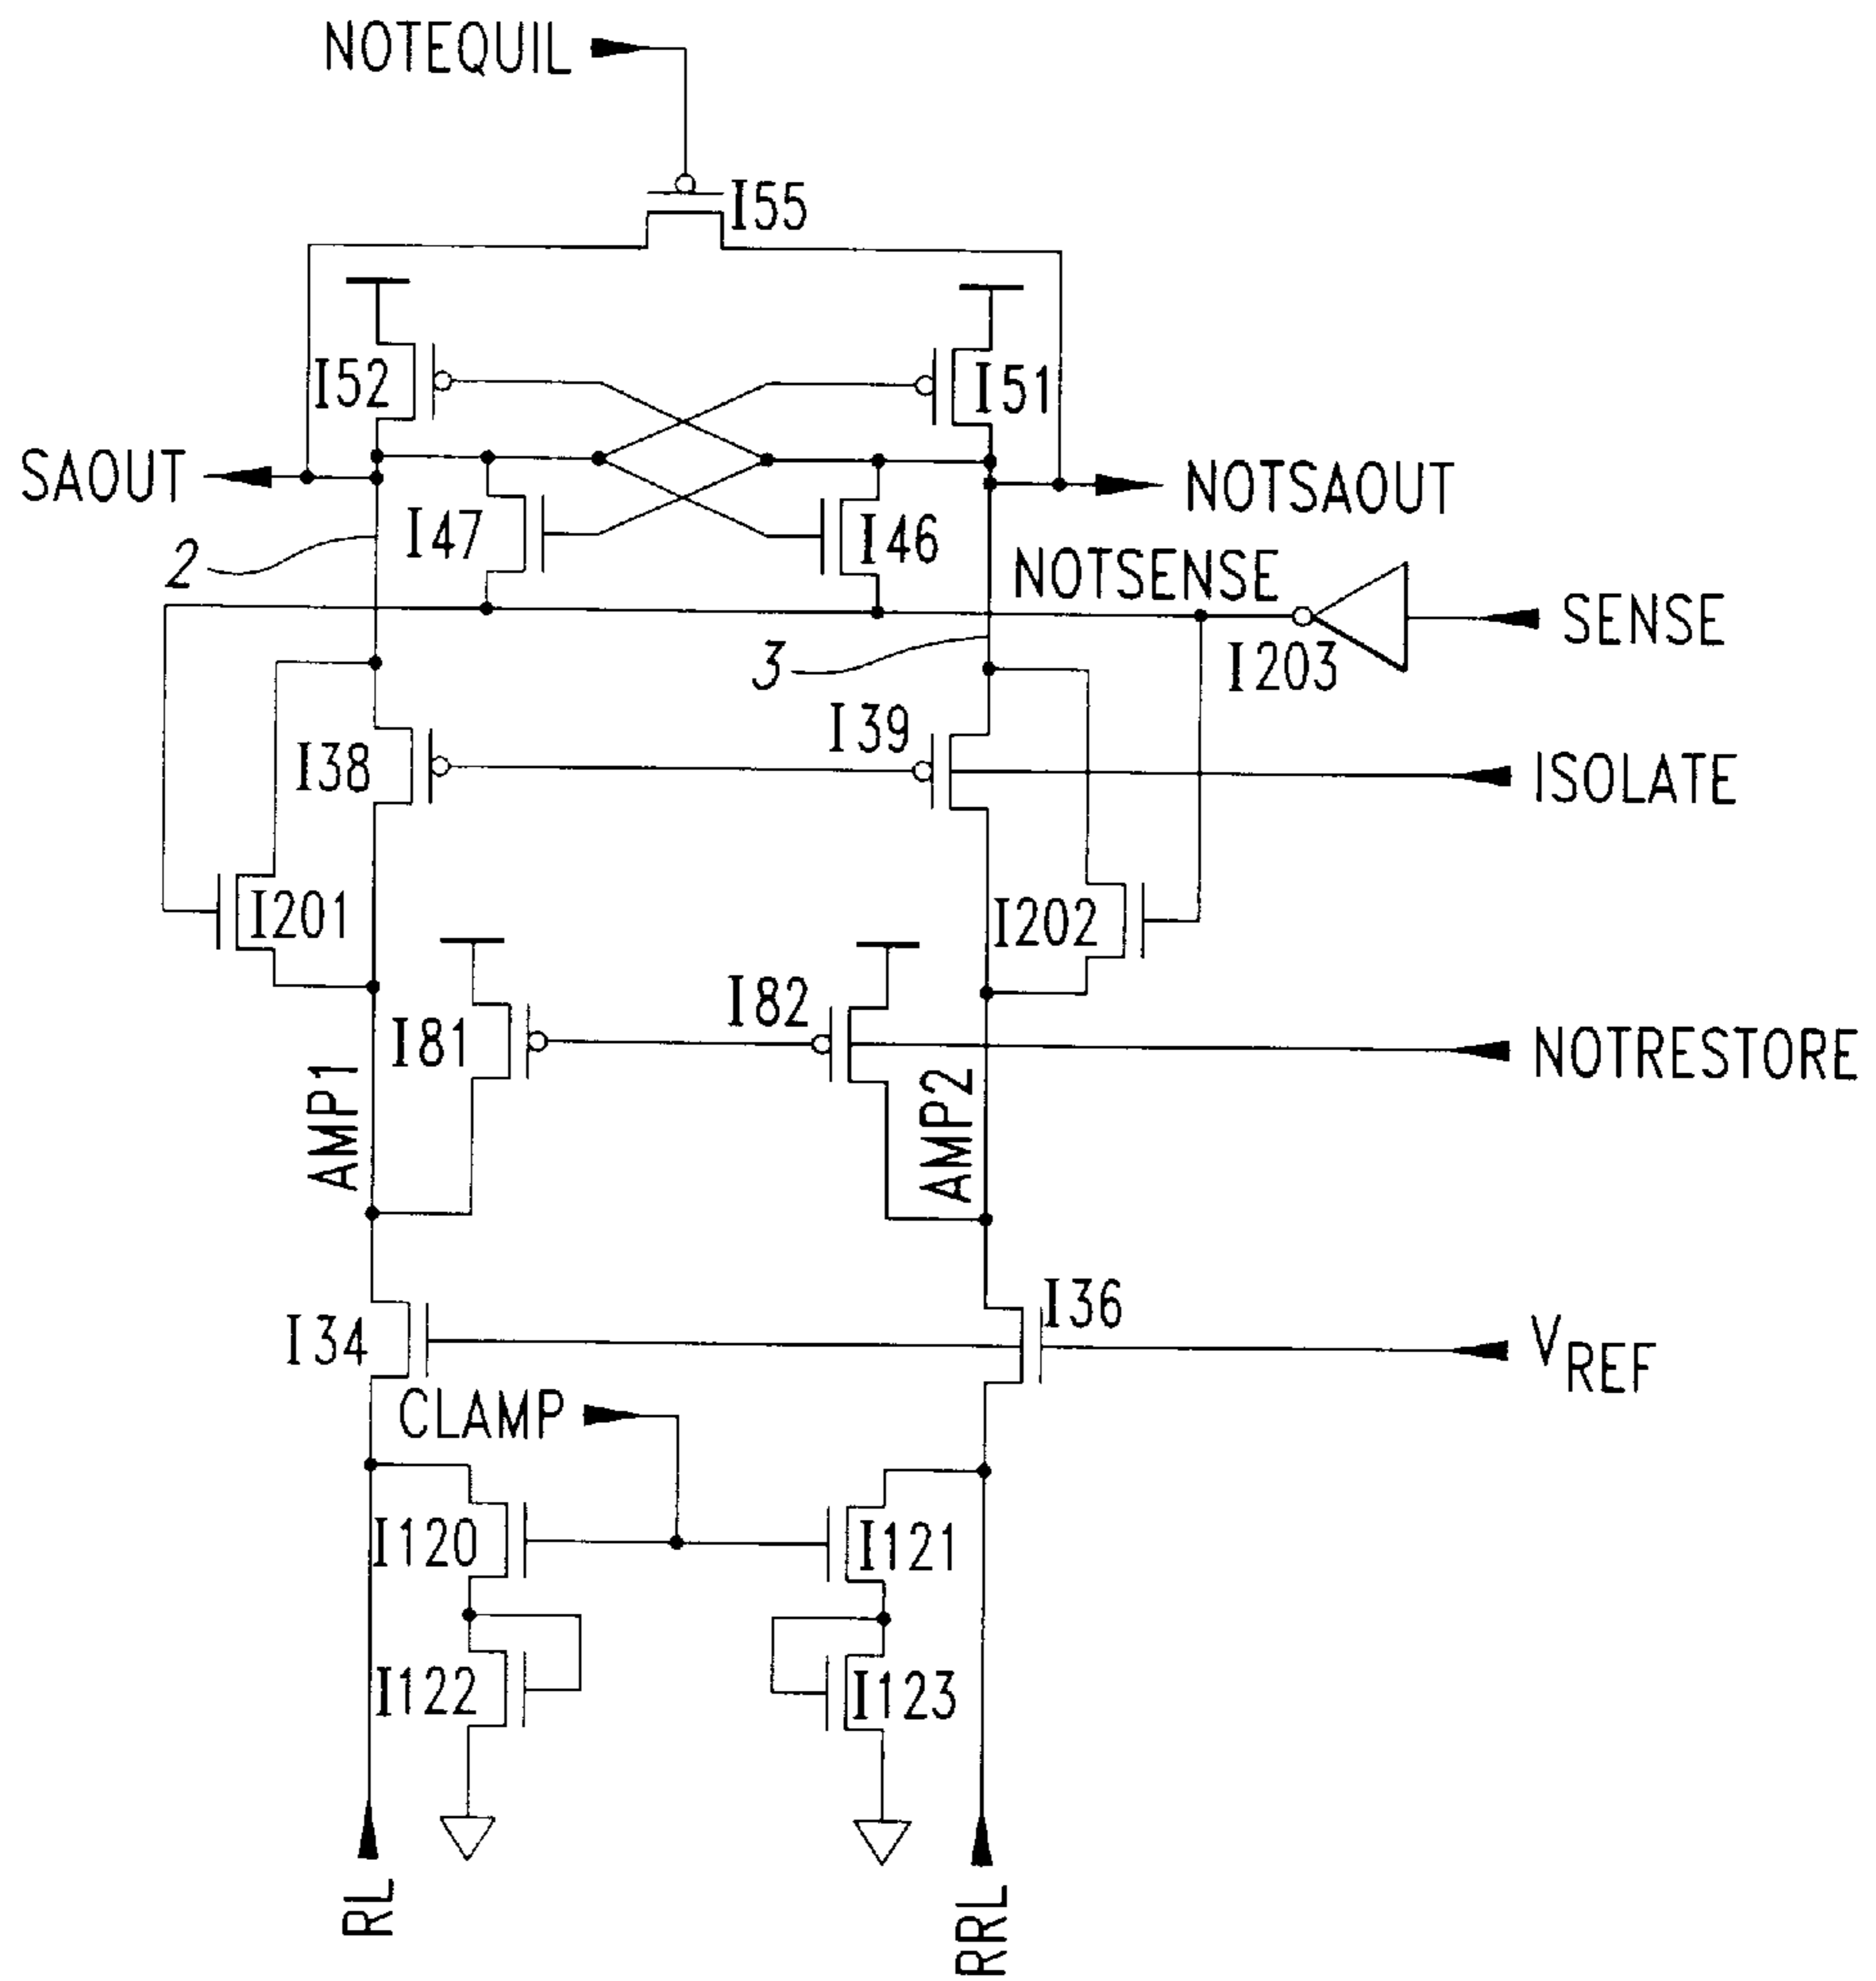 NOTEQUIL
I55
I52
I51
SAOUT
NOTSAOUT
I47
I46
2
NOTSENSE
SENSE
3
I203
I39
I38
ISOLATE
I201
I202
I82
I81
NOTRESTORE
AMP1
AMP2
I36
I34
VREF
CLAMP
I120
I121
I122
I123
RL
RRL